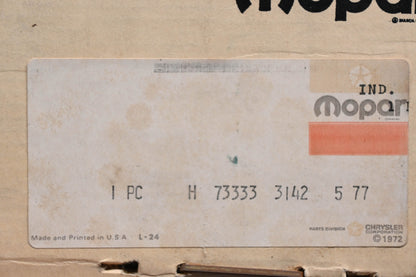 Mopar
IND.
Mopar
1 PC H 73333 3142 5 77
PARTS DIVISION
CHRYSLER
CORPORATION
©1972
Made and Printed in U.S.A. L-24